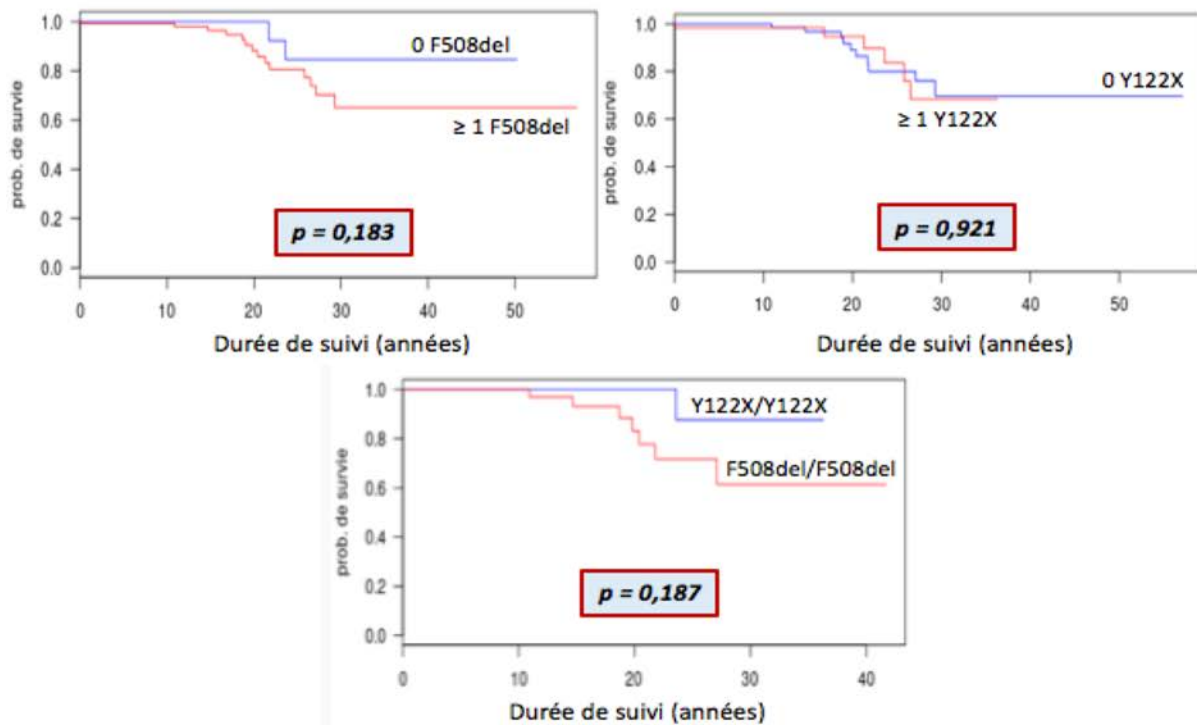 prob. de survie
1.0
0.8
0.6
0.4
0.2
0.0
0 F508del
≥ 1 F508del
p = 0,183
0 10 20 30 40 50
Durée de suivi (années)
prob. de survie
1.0
0.8
0.6
0.4
0.2
0.0
0 Y122X
≥ 1 Y122X
p = 0,921
0 10 20 30 40 50
Durée de suivi (années)
prob. de survie
1.0
0.8
0.6
0.4
0.2
0.0
Y122X/Y122X
F508del/F508del
p = 0,187
0 10 20 30 40
Durée de suivi (années)